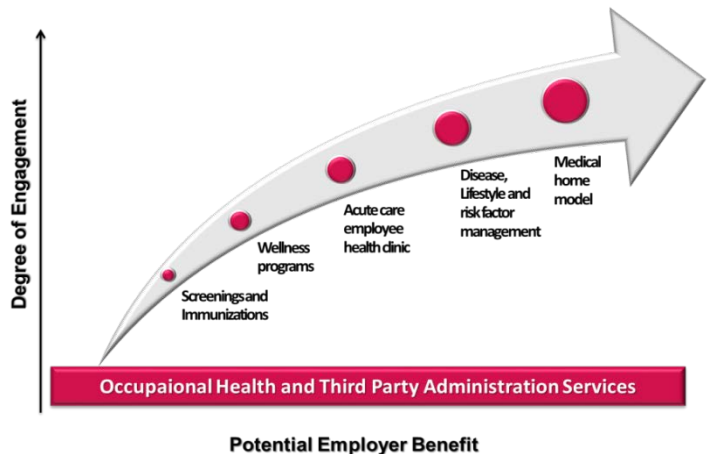 Degree of Engagement
Medical
home
model
Disease,
Lifestyle and
risk factor
management
Acute care
employee
health clinic
Wellness
programs
Screenings and
Immunizations
Occupaional Health and Third Party Administration Services
Potential Employer Benefit